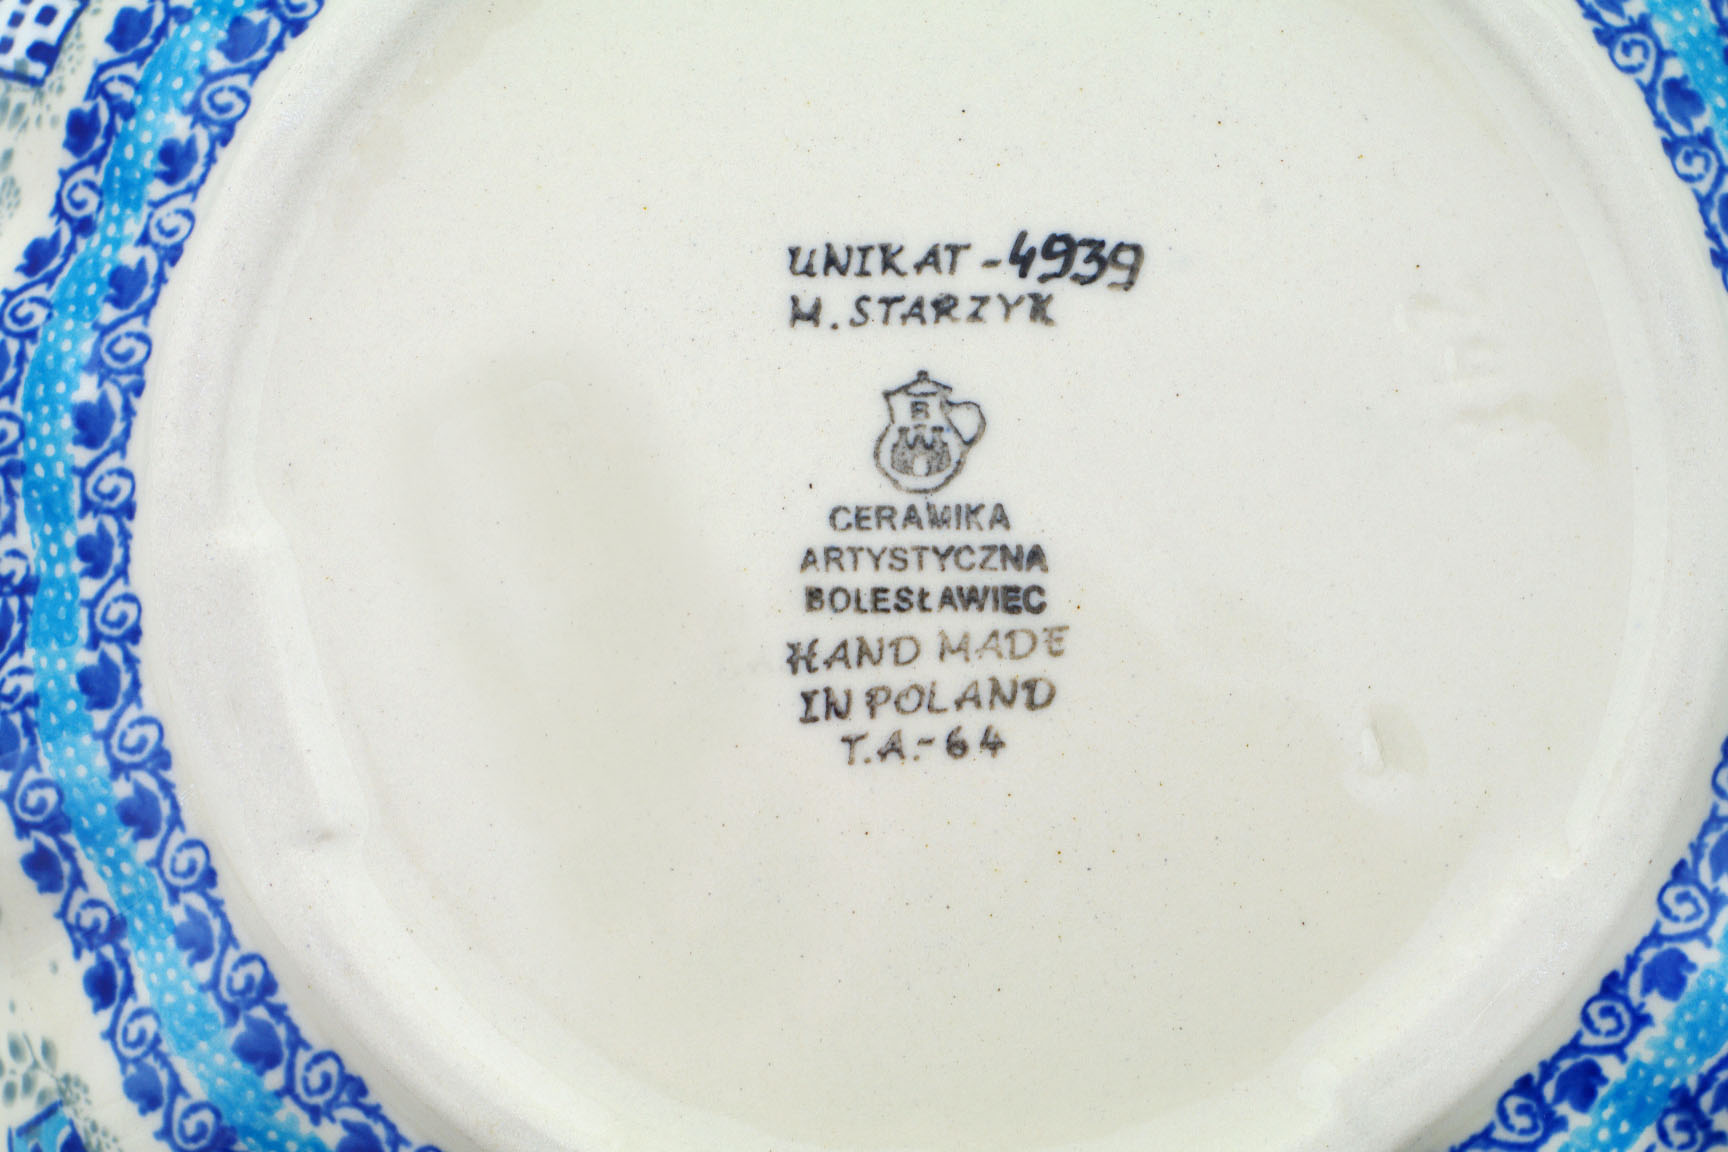 UNIKAT - 4939
M. STARZYK
B
CERAMIKA
ARTYSTYCZNA
BOLESŁAWIEC
HAND MADE
IN POLAND
T.A.-64